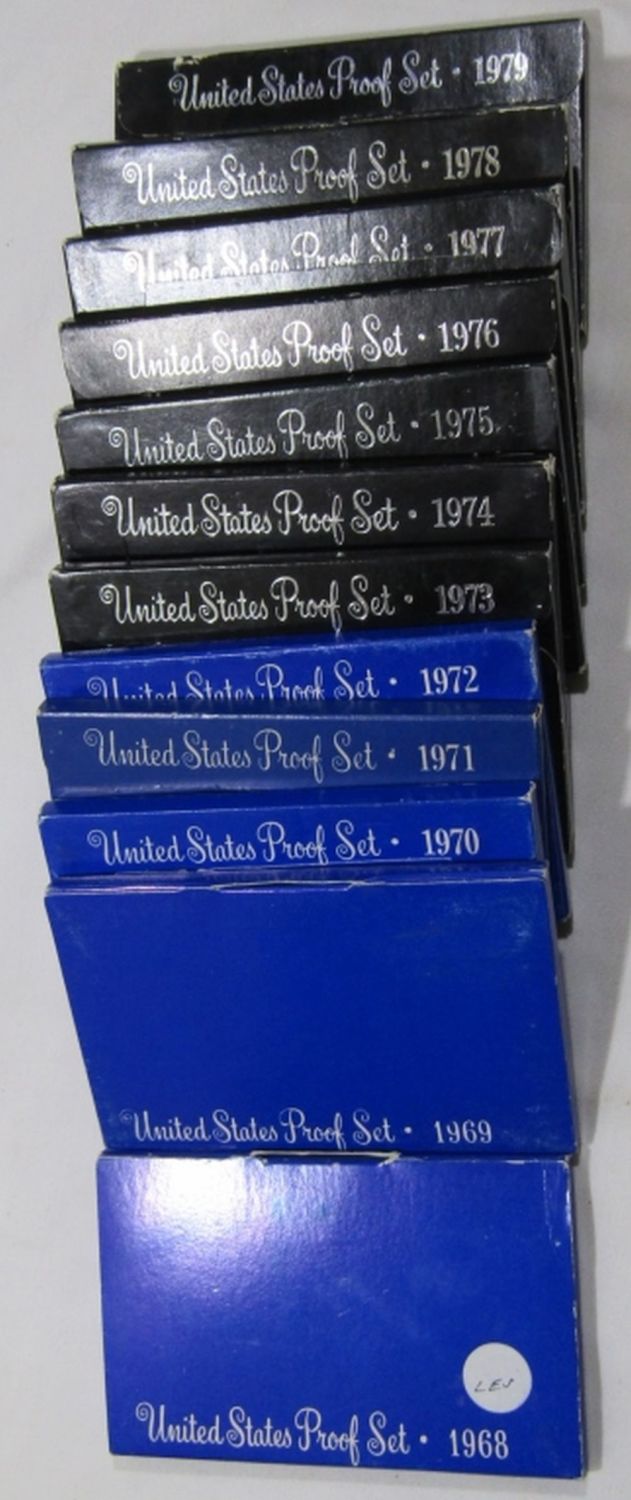 United States Proof Set · 1979
United States Proof Set · 1978
United States Proof Set · 1977
United States Proof Set · 1976
United States Proof Set · 1975
United States Proof Set · 1974
United States Proof Set · 1973
United States Proof Set · 1972
United States Proof Set · 1971
United States Proof Set · 1970
United States Proof Set · 1969
United States Proof Set · 1968